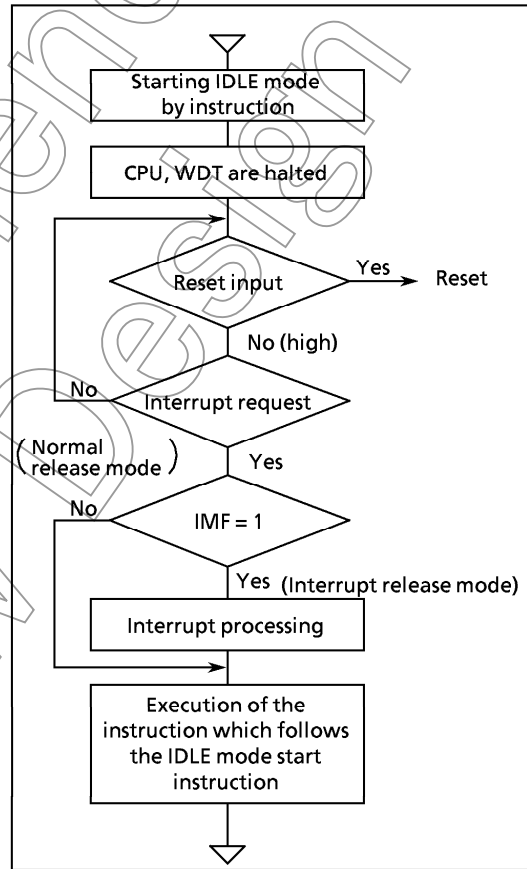 Starting IDLE mode
by instruction
CPU, WDT are halted
Reset input
Yes
Reset
No (high)
No
Interrupt request
(Normal
release mode)
Yes
No
IMF = 1
Yes (Interrupt release mode)
Interrupt processing
Execution of the
instruction which follows
the IDLE mode start
instruction
Design